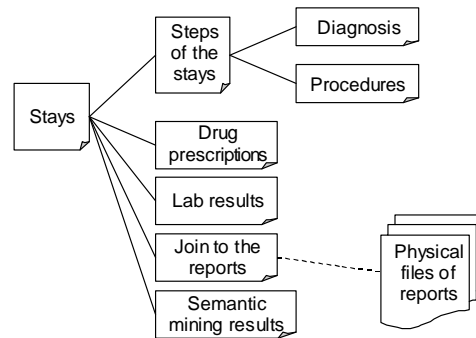 Stays
Steps
of the
stays
Diagnosis
Procedures
Drug
prescriptions
Lab results
Join to the
reports
Semantic
mining results
Physical
files of
reports